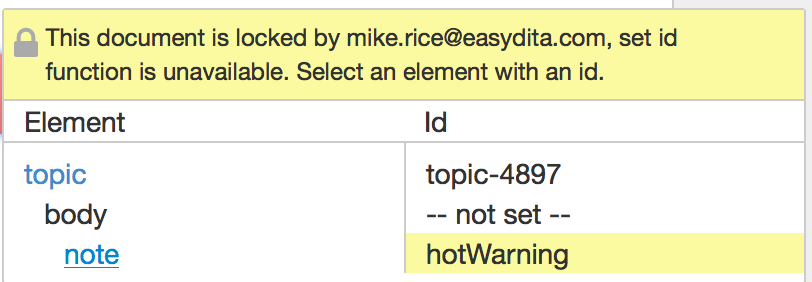 This document is locked by mike.rice@easydita.com, set id
function is unavailable. Select an element with an id.
Element Id
topic topic-4897
body -- not set --
note hotWarning